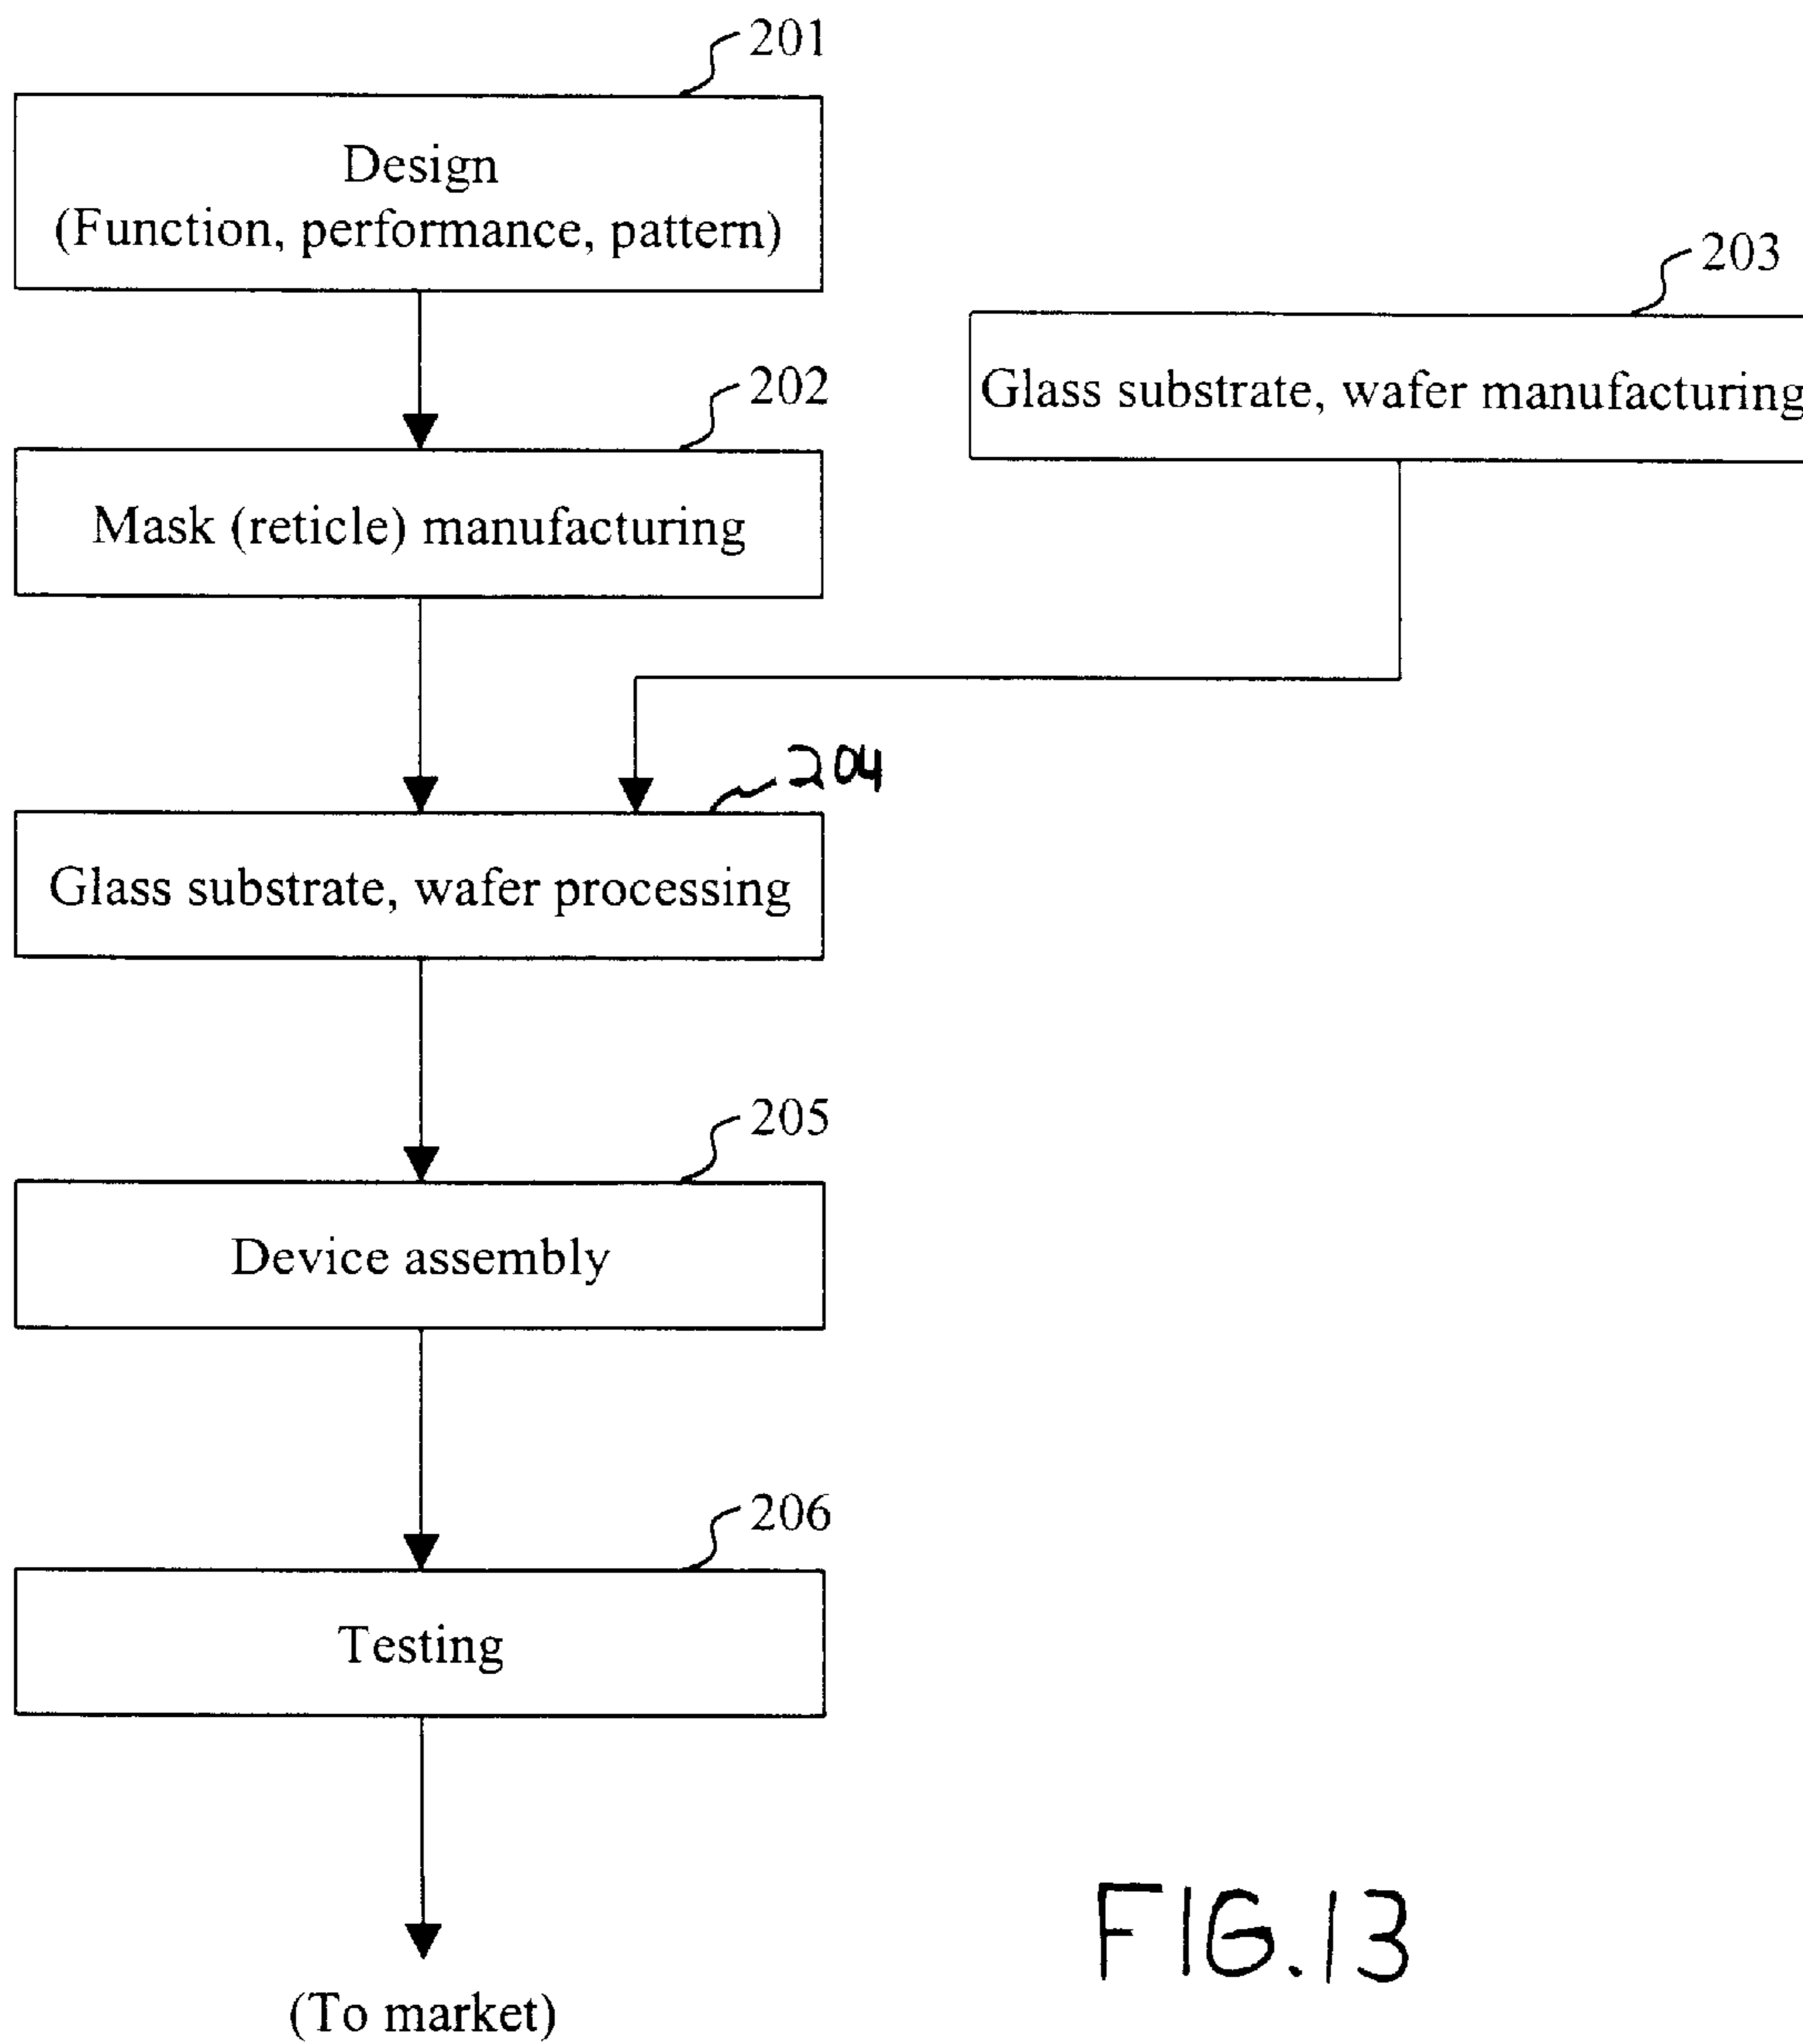 201
Design
(Function, performance, pattern)
203
Glass substrate, wafer manufacturing
202
Mask (reticle) manufacturing
204
Glass substrate, wafer processing
205
Device assembly
206
Testing
(To market)
FIG.13